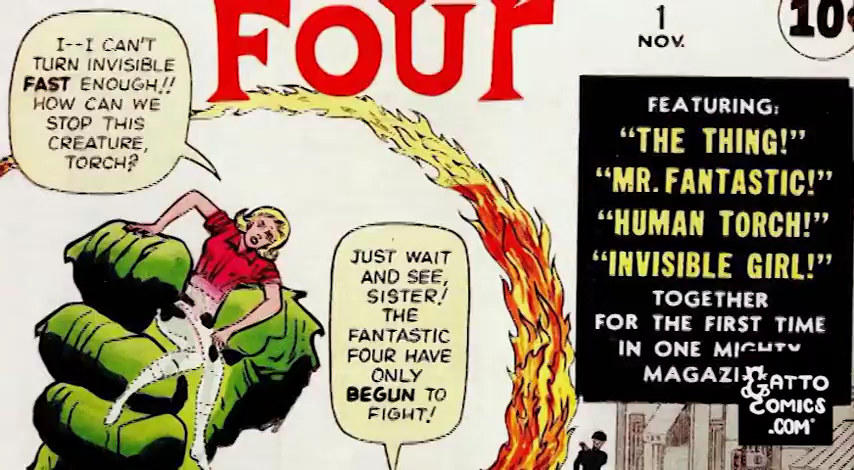 FOUR
1
NOV.
10¢
I--I CAN'T
TURN INVISIBLE
FAST ENOUGH!!
HOW CAN WE
STOP THIS
CREATURE,
TORCH?
JUST WAIT
AND SEE,
SISTER!
THE
FANTASTIC
FOUR HAVE
ONLY
BEGUN TO
FIGHT!
FEATURING:
"THE THING!"
"MR. FANTASTIC!"
"HUMAN TORCH!"
"INVISIBLE GIRL!"
TOGETHER
FOR THE FIRST TIME
IN ONE MIGHTY
GATTO
COMICS
.COM